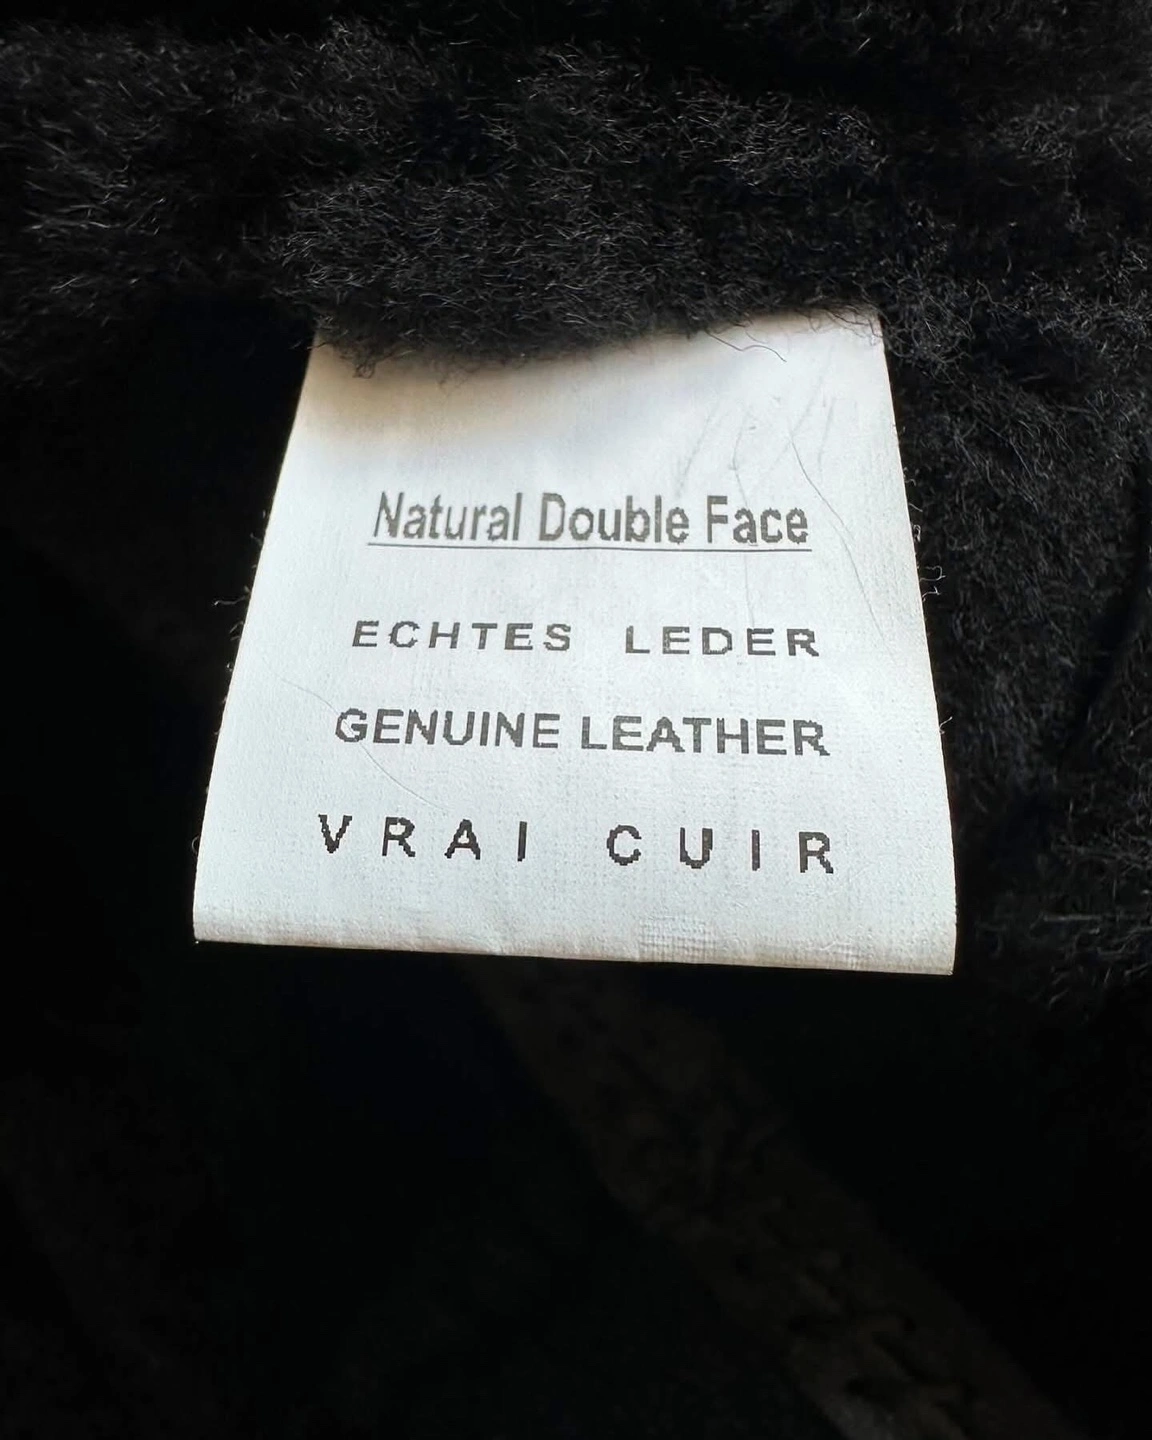 Natural Double Face
ECHTES LEDER
GENUINE LEATHER
VRAI CUIR